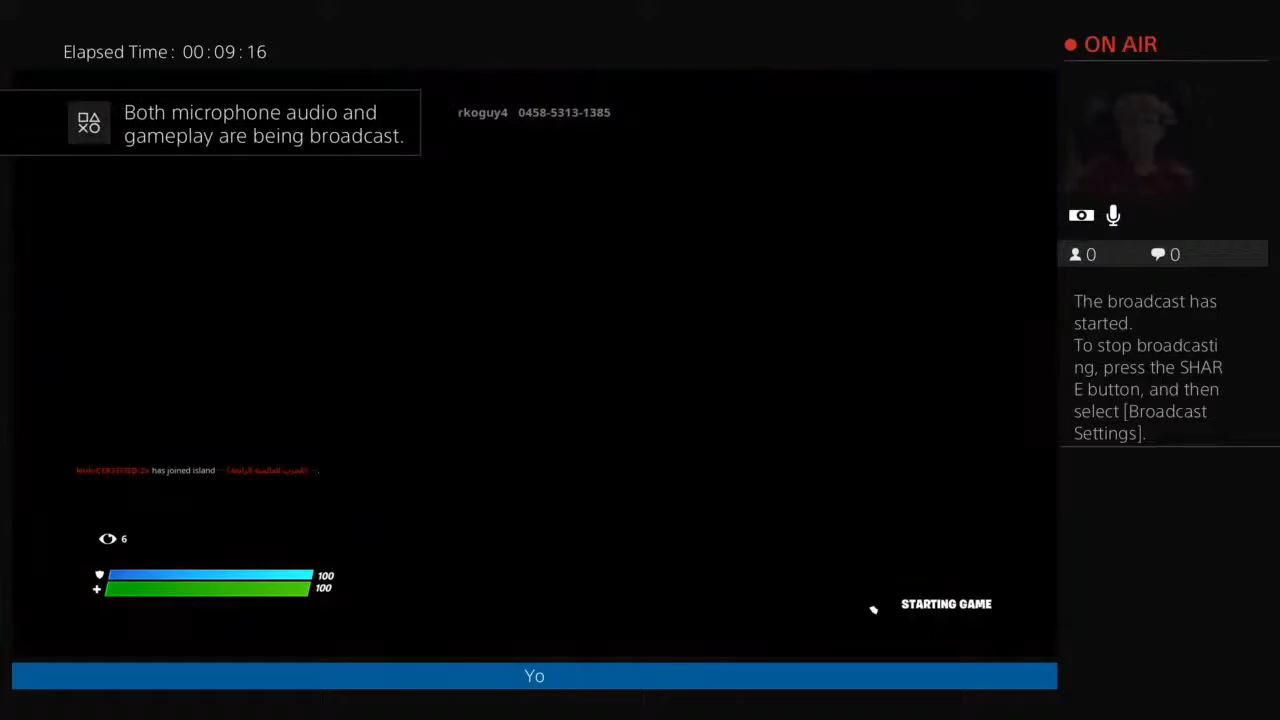 Elapsed Time: 00:09:16
ON AIR
Both microphone audio and
gameplay are being broadcast.
rkoguy4 0458-5313-1385
0 0
The broadcast has
started.
To stop broadcasti
ng, press the SHAR
E button, and then
select [Broadcast
Settings].
has joined island
6
100
100
STARTING GAME
Yo